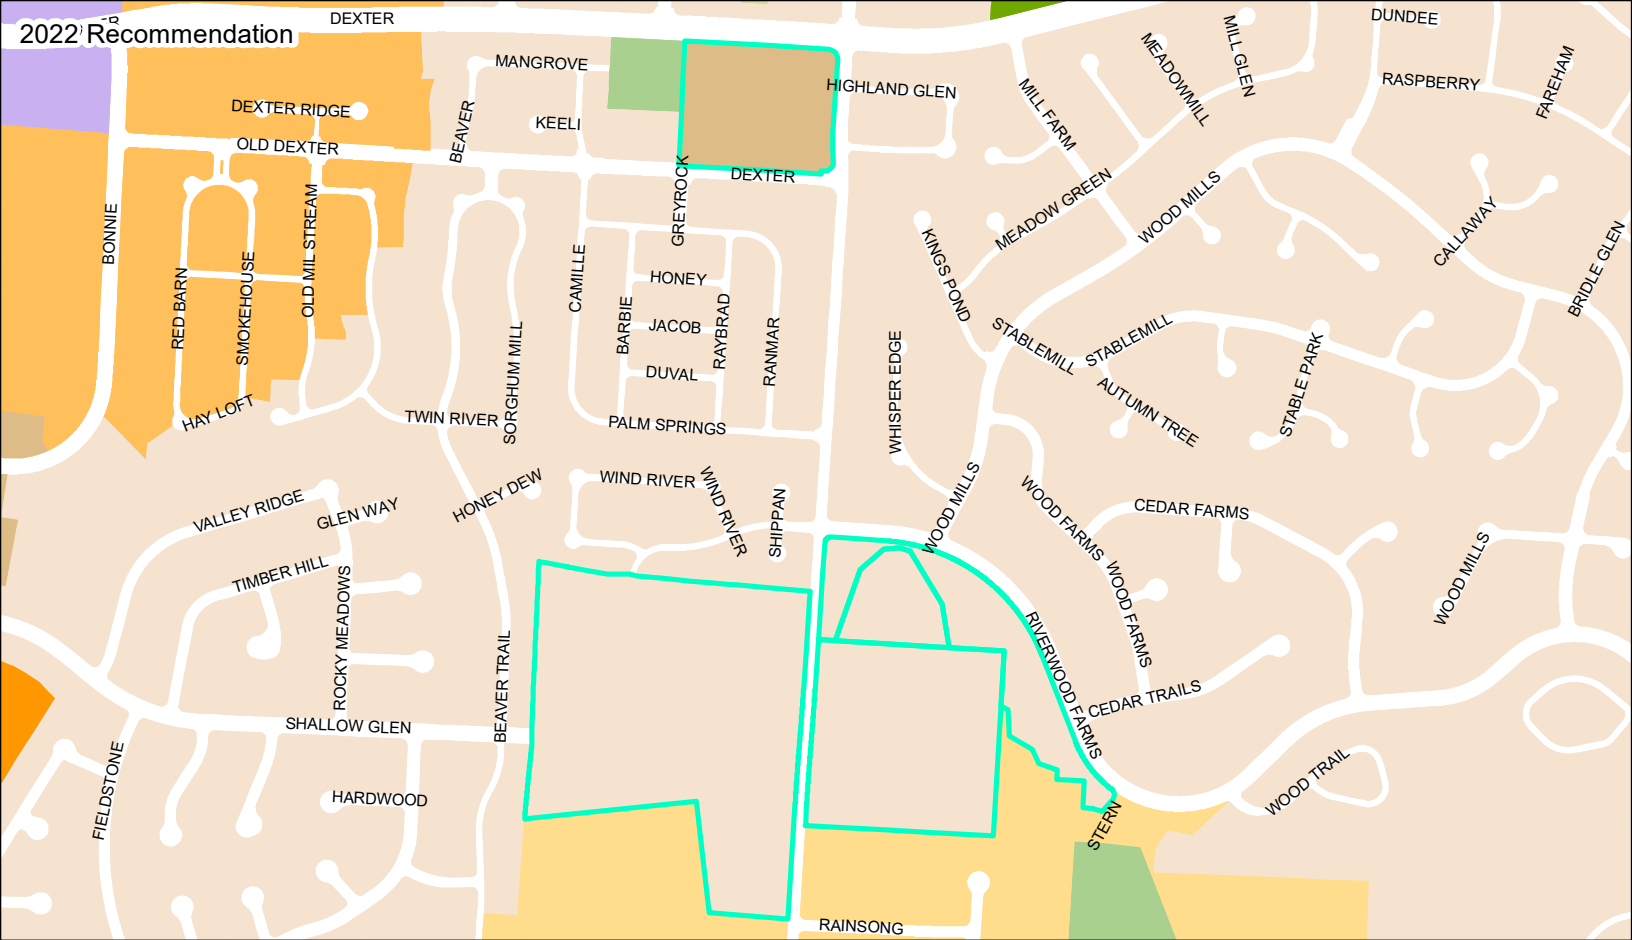 2022 Recommendation
DEXTER
DUNDEE
MANGROVE
MILL GLEN
MEADOWMILL
FAREHAM
RASPBERRY
HIGHLAND GLEN
MILL FARM
DEXTER RIDGE
KEELI
BEAVER
OLD DEXTER
DEXTER
GREYROCK
MEADOW GREEN
WOOD MILLS
CALLAWAY
BONNIE
OLD MIL STREAM
KINGS POND
BRIDLE GLEN
CAMILLE
HONEY
RED BARN
SMOKEHOUSE
BARBIE
JACOB
RAYBRAD
RANMAR
STABLEMILL
STABLEMILL
STABLE PARK
WHISPER EDGE
SORGHUM MILL
DUVAL
AUTUMN TREE
HAY LOFT
TWIN RIVER
PALM SPRINGS
WIND RIVER
WIND RIVER
HONEY DEW
VALLEY RIDGE
GLEN WAY
SHIPPAN
WOOD MILLS
WOOD FARMS
CEDAR FARMS
WOOD MILLS
TIMBER HILL
ROCKY MEADOWS
WOOD FARMS
RIVERWOOD FARMS
CEDAR TRAILS
BEAVER TRAIL
SHALLOW GLEN
FIELDSTONE
HARDWOOD
WOOD TRAIL
STERN
RAINSONG